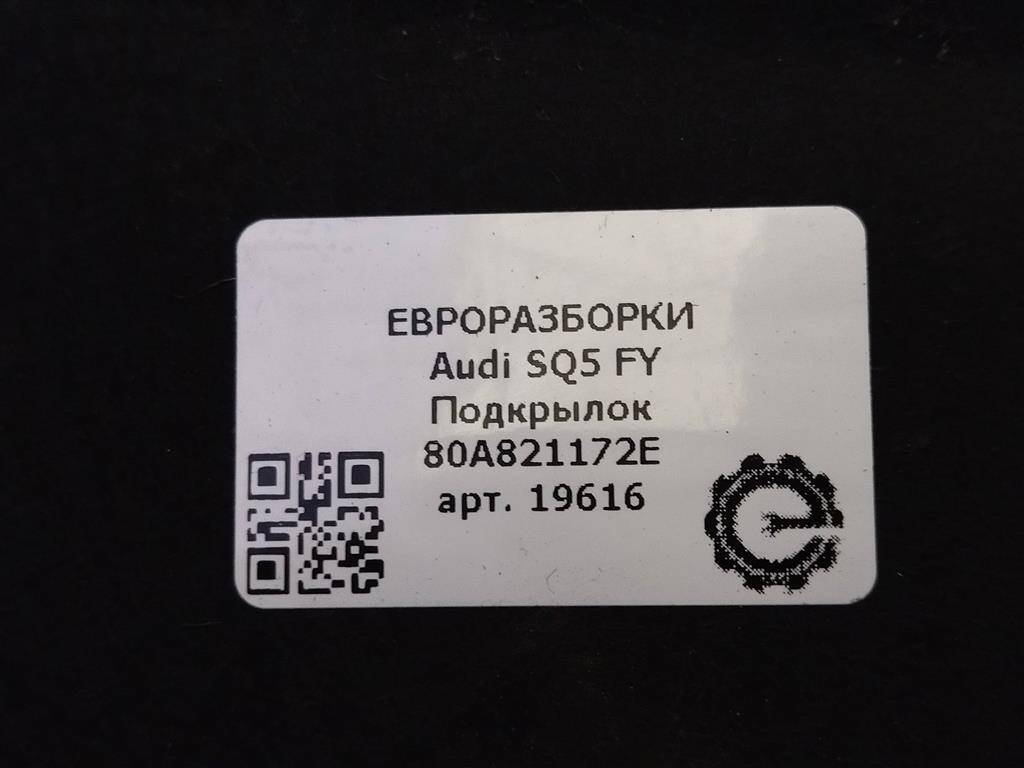 ЕВРОРАЗБОРКИ
Audi SQ5 FY
Подкрылок
80A821172E
арт. 19616